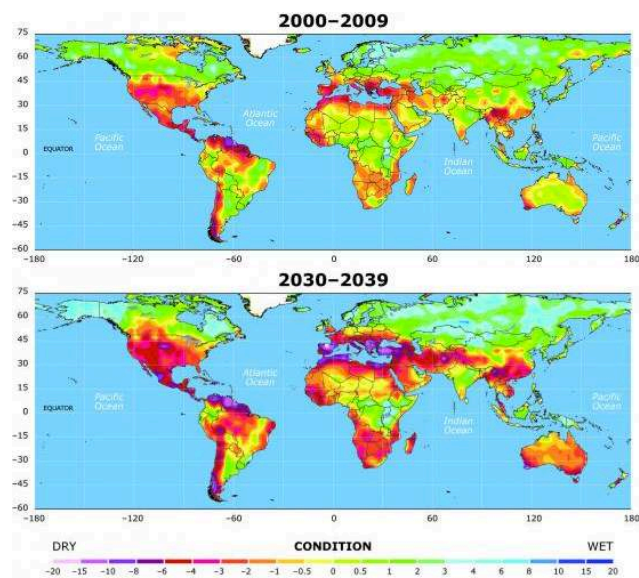 2000–2009
75
60
45
30
15
0
−15
−30
−45
−60
EQUATOR
Pacific
Ocean
Atlantic
Ocean
Indian
Ocean
Pacific
Ocean
−180
−120
−60
0
60
120
180
2030–2039
75
60
45
30
15
0
−15
−30
−45
−60
EQUATOR
Pacific
Ocean
Atlantic
Ocean
Indian
Ocean
Pacific
Ocean
−180
−120
−60
0
60
120
180
DRY CONDITION WET
−20 −15 −10 −8 −6 −4 −3 −2 −1 −0.5 0 0.5 1 2 3 4 6 8 10 15 20